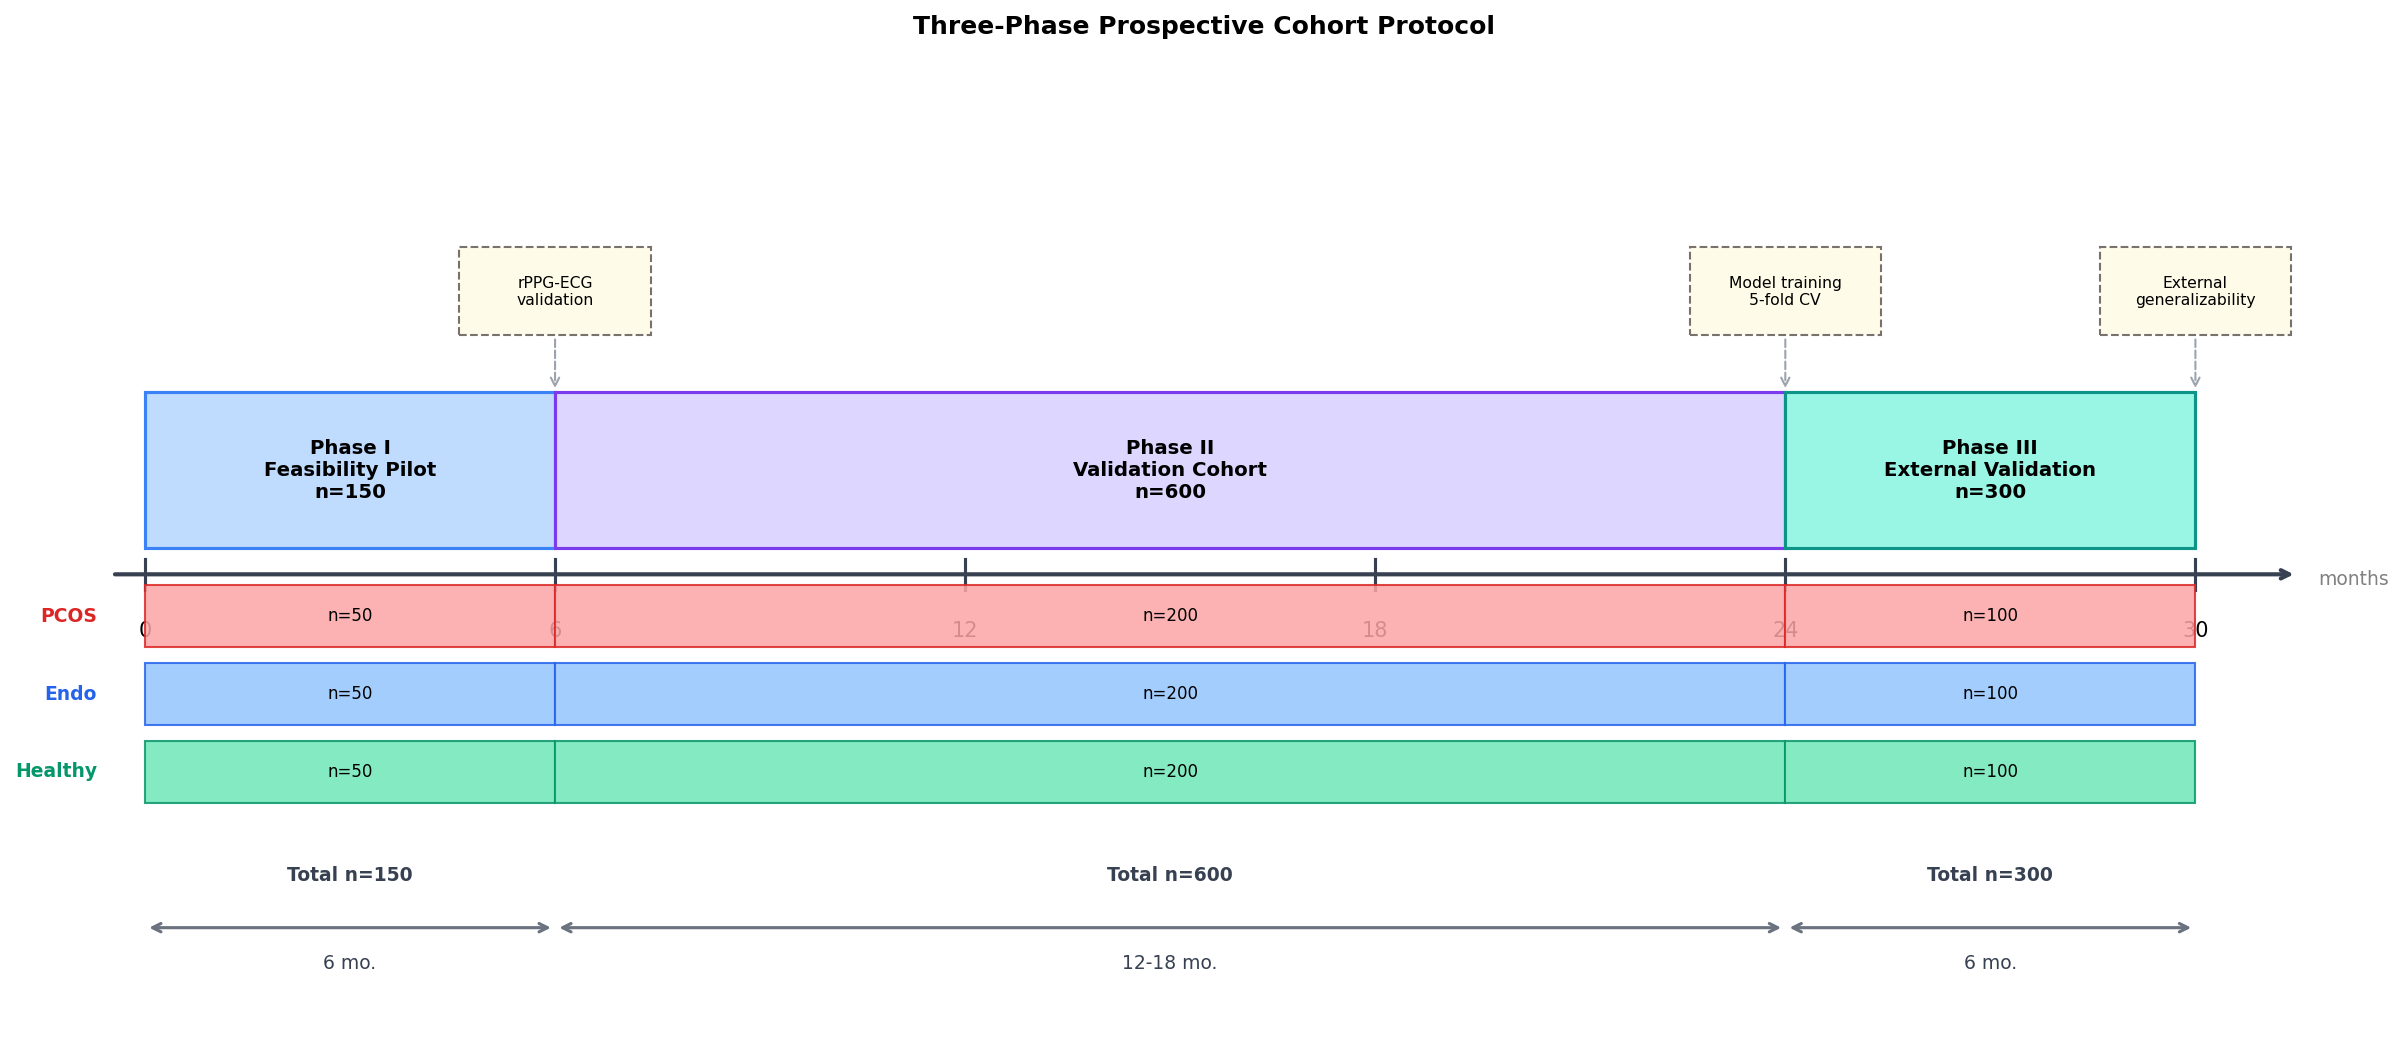 Three-Phase Prospective Cohort Protocol
rPPG-ECG
validation
Model training
5-fold CV
External
generalizability
Phase I
Feasibility Pilot
n=150
Phase II
Validation Cohort
n=600
Phase III
External Validation
n=300
months
PCOS
n=50
n=200
n=100
0
6
12
18
24
30
Endo
n=50
n=200
n=100
Healthy
n=50
n=200
n=100
Total n=150
Total n=600
Total n=300
6 mo.
12-18 mo.
6 mo.